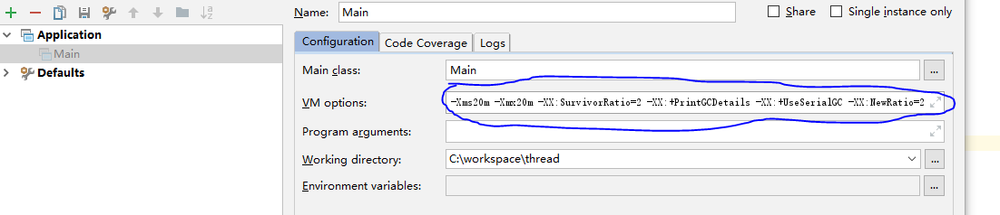 Name: Main Share Single instance only
Application
Main
Defaults
Configuration Code Coverage Logs
Main class: Main ...
VM options: -Xms20m -Xmx20m -XX:SurvivorRatio=2 -XX:+PrintGCDetails -XX:+UseSerialGC -XX:NewRatio=2
Program arguments:
Working directory: C:\workspace\thread ...
Environment variables: ...